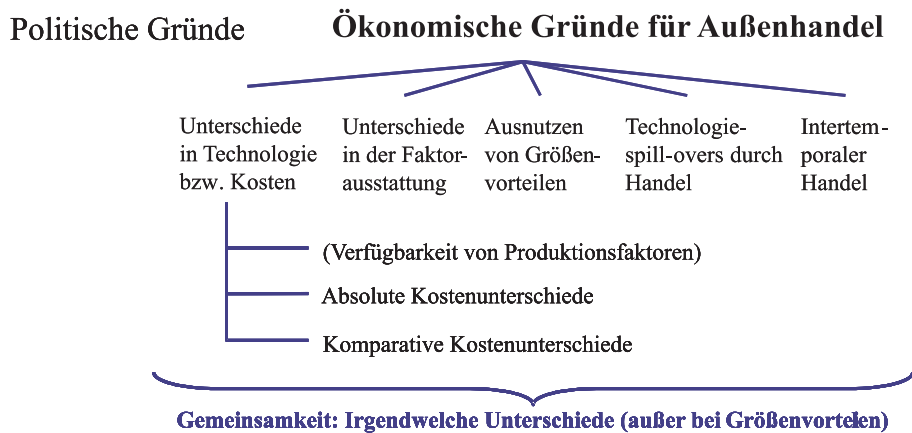 Politische Gründe
Ökonomische Gründe für Außenhandel
Unterschiede
in Technologie
bzw. Kosten
Unterschiede
in der Faktor-
ausstattung
Ausnutzen
von Größen-
vorteilen
Technologie-
spill-overs durch
Handel
Intertem-
poraler
Handel
(Verfügbarkeit von Produktionsfaktoren)
Absolute Kostenunterschiede
Komparative Kostenunterschiede
Gemeinsamkeit: Irgendwelche Unterschiede (außer bei Größenvorteilen)